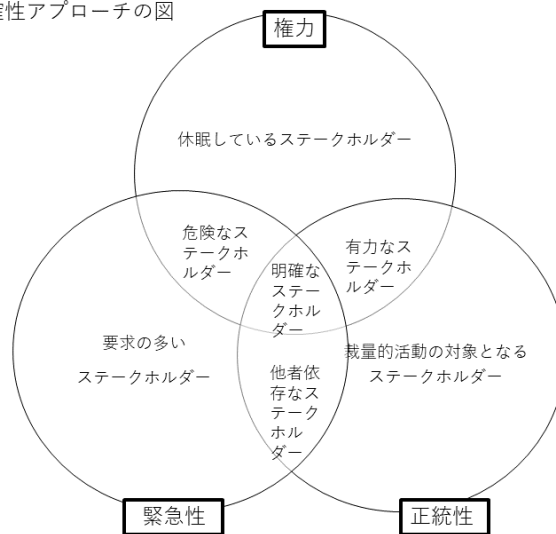 確性アプローチの図
権力
休眠しているステークホルダー
危険なス
テークホ
ルダー
有力なス
テークホ
ルダー
明確な
ステー
クホル
ダー
要求の多い
ステークホルダー
裁量的活動の対象となる
ステークホルダー
他者依
存なス
テーク
ホル
ダー
緊急性
正統性